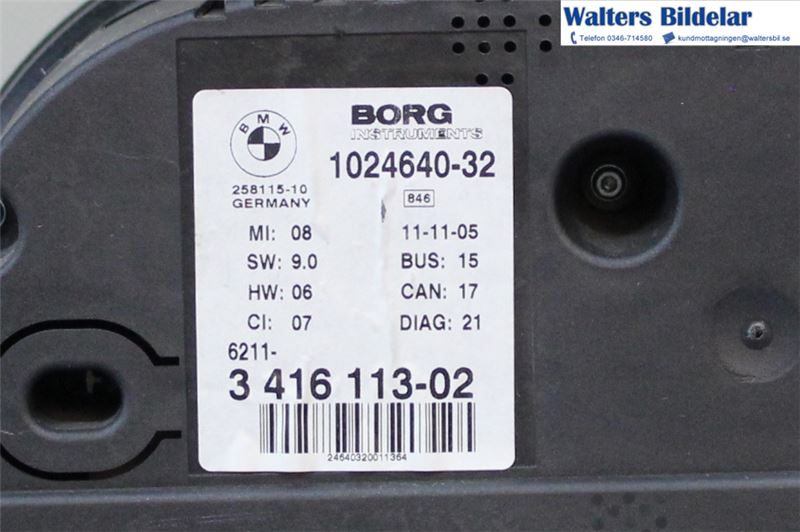 Walters Bildelar
Telefon 0346-714580 kundmottagningen@waltersbil.se
BMW
BORG
INSTRUMENTS
1024640-32
258115-10
GERMANY
846
MI: 08 11-11-05
SW: 9.0 BUS: 15
HW: 06 CAN: 17
CI: 07 DIAG: 21
6211-
3 416 113-02
24640320011364